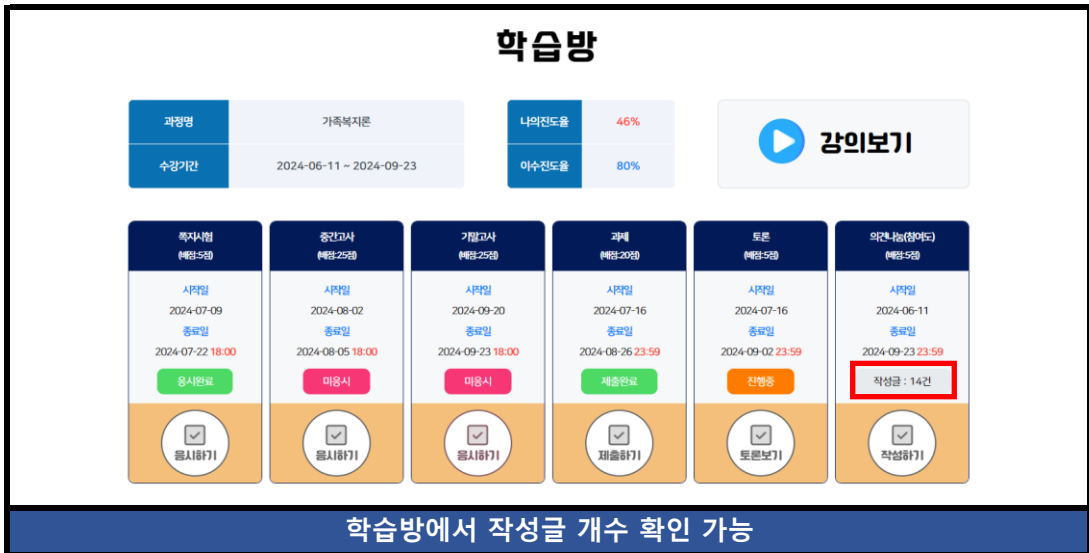 학습방
과정명 가족복지론
수강기간 2024-06-11 ~ 2024-09-23
나의진도율 46%
이수진도율 80%
강의보기
쪽지시험
(배점:5점)
시작일
2024-07-09
종료일
2024-07-22 18:00
응시완료
응시하기
중간고사
(배점:25점)
시작일
2024-08-02
종료일
2024-08-05 18:00
미응시
응시하기
기말고사
(배점:25점)
시작일
2024-09-20
종료일
2024-09-23 18:00
미응시
응시하기
과제
(배점:20점)
시작일
2024-07-16
종료일
2024-08-26 23:59
제출완료
제출하기
토론
(배점:5점)
시작일
2024-07-16
종료일
2024-09-02 23:59
진행중
토론보기
의견나눔(참여도)
(배점:5점)
시작일
2024-06-11
종료일
2024-09-23 23:59
작성글 : 14건
작성하기
학습방에서 작성글 개수 확인 가능